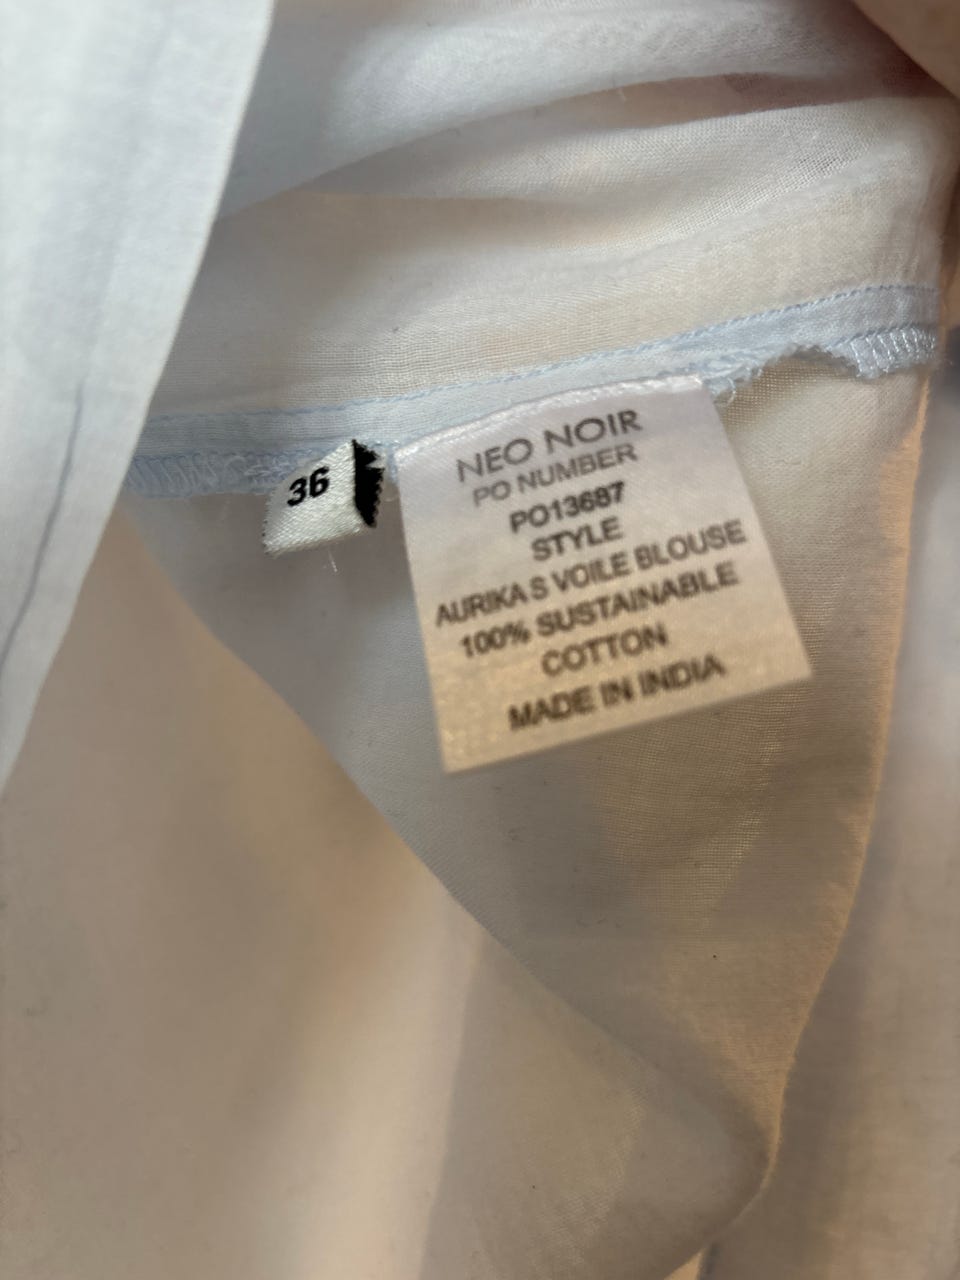 36
NEO NOIR
PO NUMBER
PO13687
STYLE
AURIKA S VOILE BLOUSE
100% SUSTAINABLE
COTTON
MADE IN INDIA